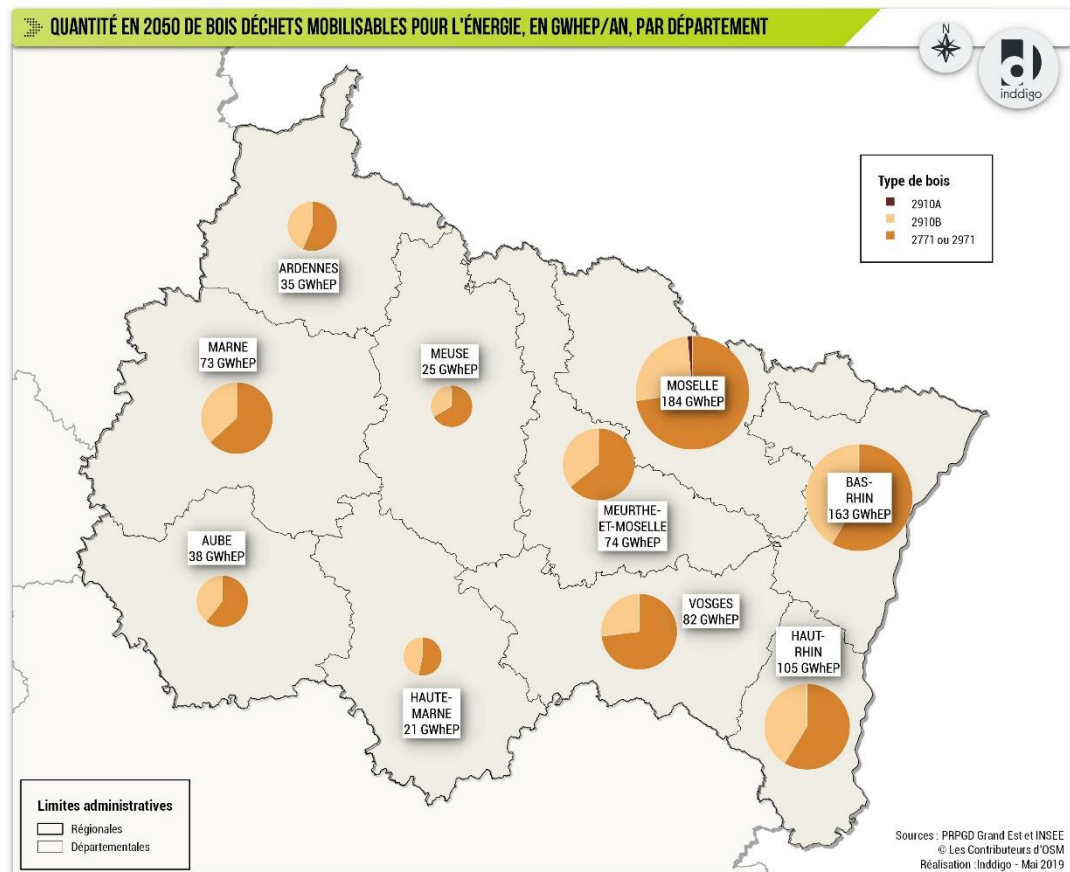 QUANTITÉ EN 2050 DE BOIS DÉCHETS MOBILISABLES POUR L'ÉNERGIE, EN GWHEP/AN, PAR DÉPARTEMENT
N
inddigo
Type de bois
2910A
2910B
2771 ou 2971
ARDENNES
35 GWhEP
MARNE
73 GWhEP
MEUSE
25 GWhEP
MOSELLE
184 GWhEP
MEURTHE-
ET-MOSELLE
74 GWhEP
BAS-
RHIN
163 GWhEP
AUBE
38 GWhEP
VOSGES
82 GWhEP
HAUT-
RHIN
105 GWhEP
HAUTE-
MARNE
21 GWhEP
Limites administratives
Régionales
Départementales
Sources : PRPGD Grand Est et INSEE
© Les Contributeurs d'OSM
Réalisation :Inddigo - Mai 2019